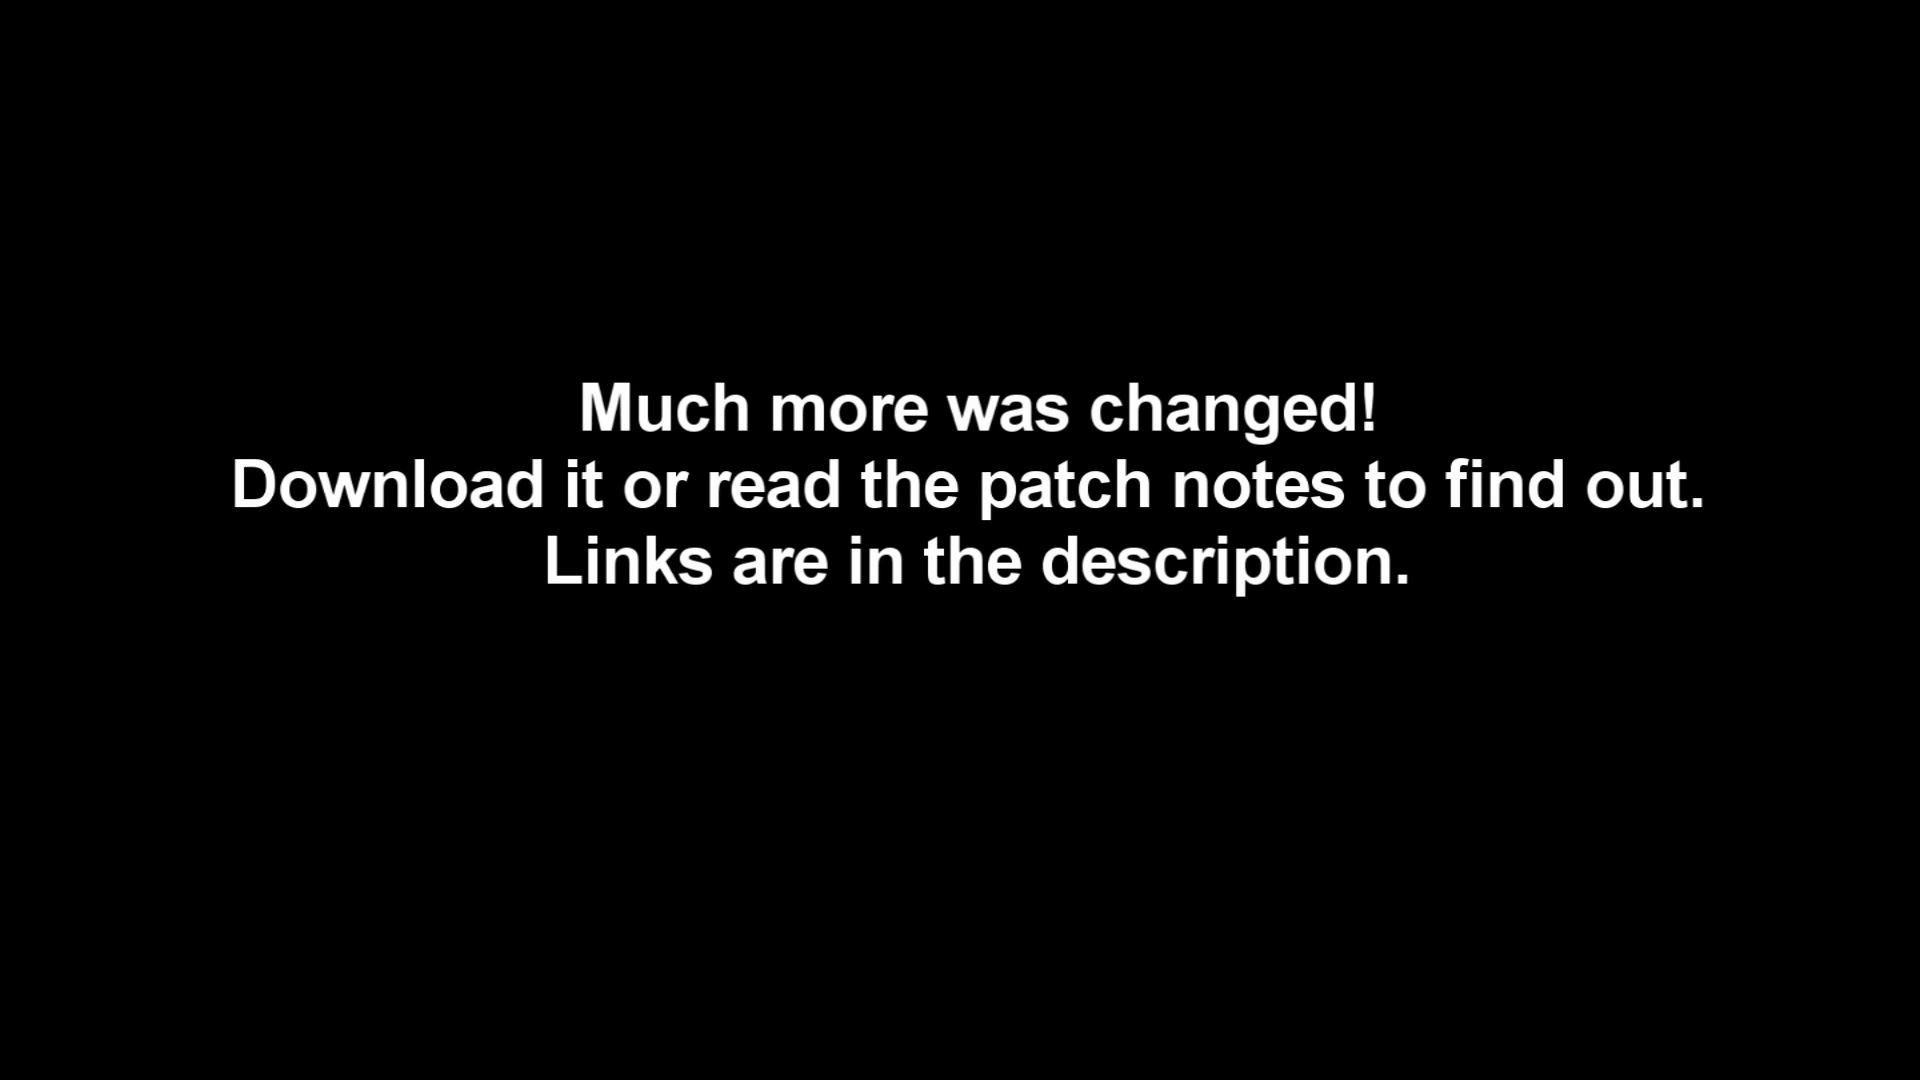 Much more was changed!
Download it or read the patch notes to find out.
Links are in the description.